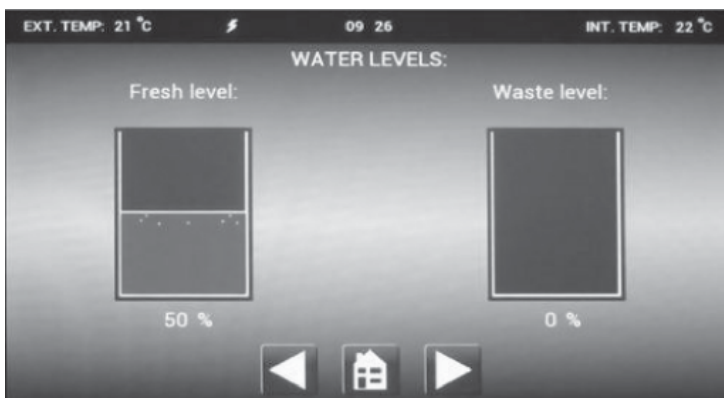 EXT. TEMP: 21 °C 09 26 INT. TEMP: 22 °C
WATER LEVELS:
Fresh level: Waste level:
50 % 0 %